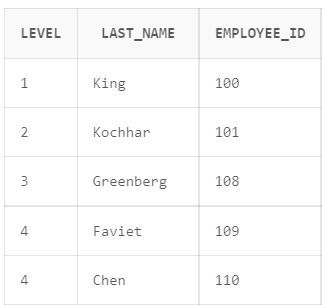 LEVEL LAST_NAME EMPLOYEE_ID
1 King 100
2 Kochhar 101
3 Greenberg 108
4 Faviet 109
4 Chen 110